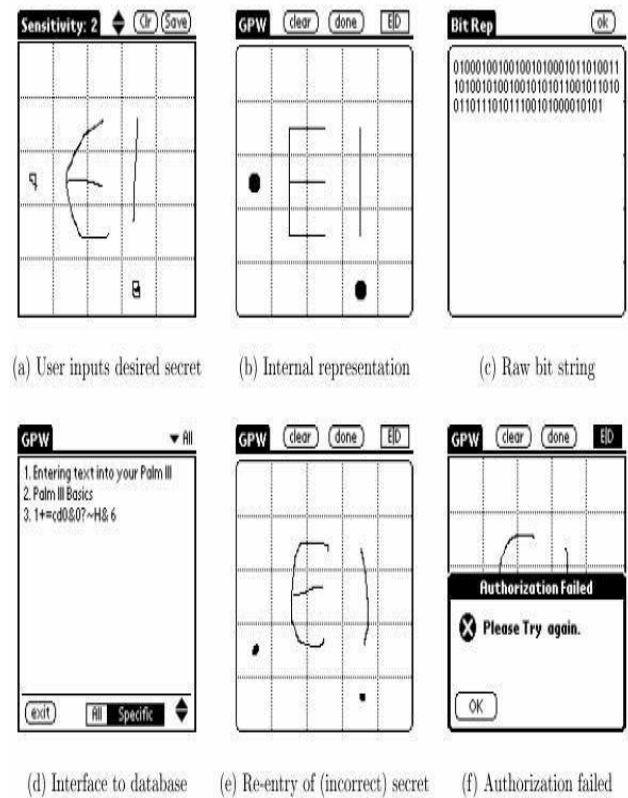 Sensitivity: 2 Clr Save
GPW clear done E|D
Bit Rep ok
010001001001001010001011010011
101001010010010101011001011010
011011101011100101000010101
(a) User inputs desired secret
(b) Internal representation
(c) Raw bit string
GPW All
1. Entering text into your Palm III
2. Palm III Basics
3. 1+=cd0&0?~H& 6
exit All Specific
GPW clear done E|D
GPW clear done E|D
Authorization Failed
Please Try again.
OK
(d) Interface to database
(e) Re-entry of (incorrect) secret
(f) Authorization failed